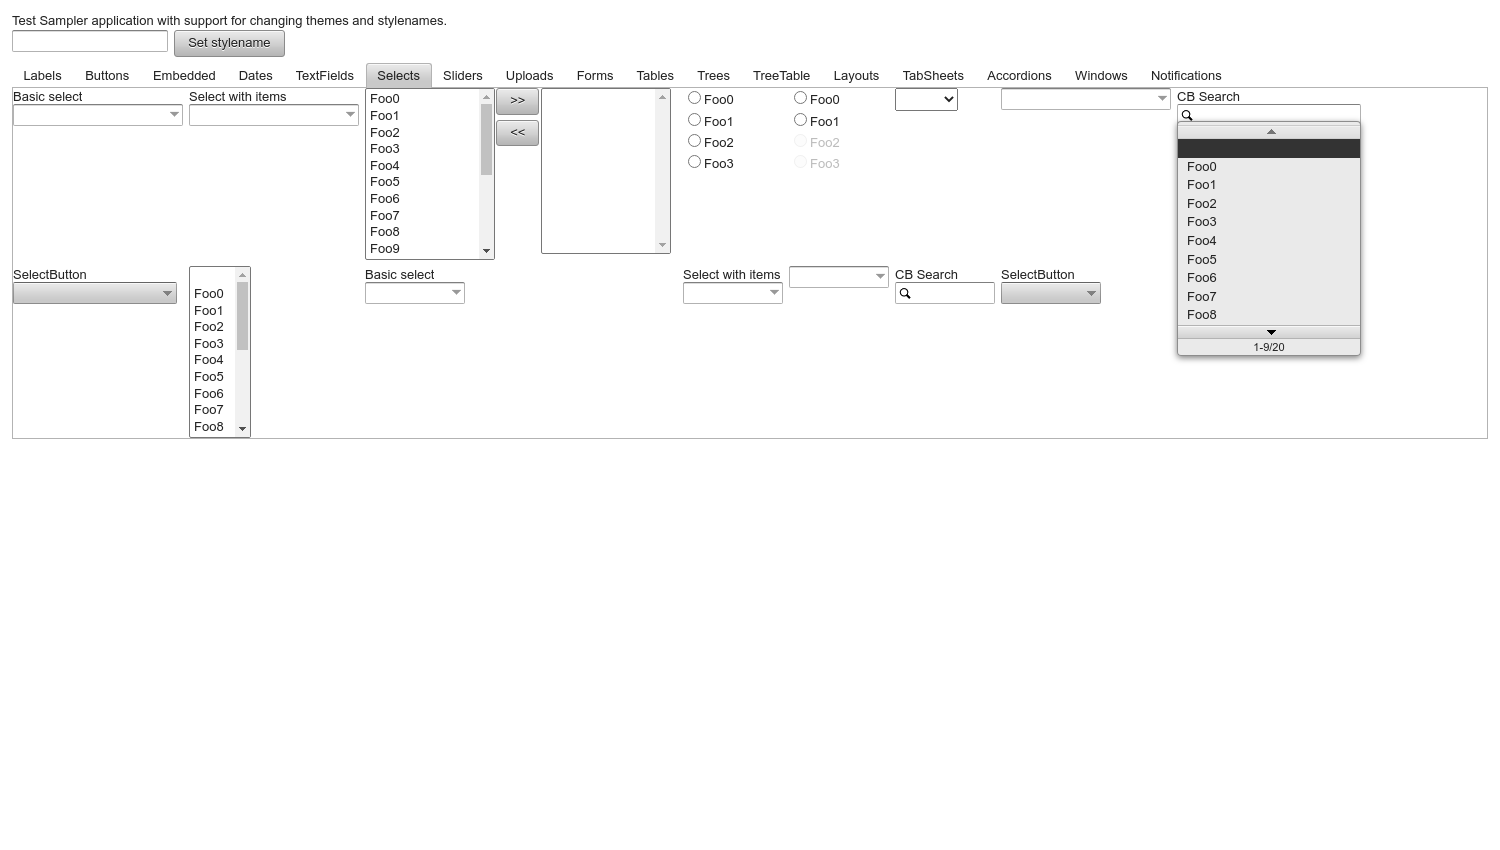 Test Sampler application with support for changing themes and stylenames.
Set stylename
Labels Buttons Embedded Dates TextFields Selects Sliders Uploads Forms Tables Trees TreeTable Layouts TabSheets Accordions Windows Notifications
Basic select
Select with items
Foo0
Foo1
Foo2
Foo3
Foo4
Foo5
Foo6
Foo7
Foo8
Foo9
>>
<<
Foo0
Foo1
Foo2
Foo3
Foo0
Foo1
Foo2
Foo3
CB Search
Foo0
Foo1
Foo2
Foo3
Foo4
Foo5
Foo6
Foo7
Foo8
1-9/20
SelectButton
Foo0
Foo1
Foo2
Foo3
Foo4
Foo5
Foo6
Foo7
Foo8
Basic select
Select with items
CB Search
SelectButton